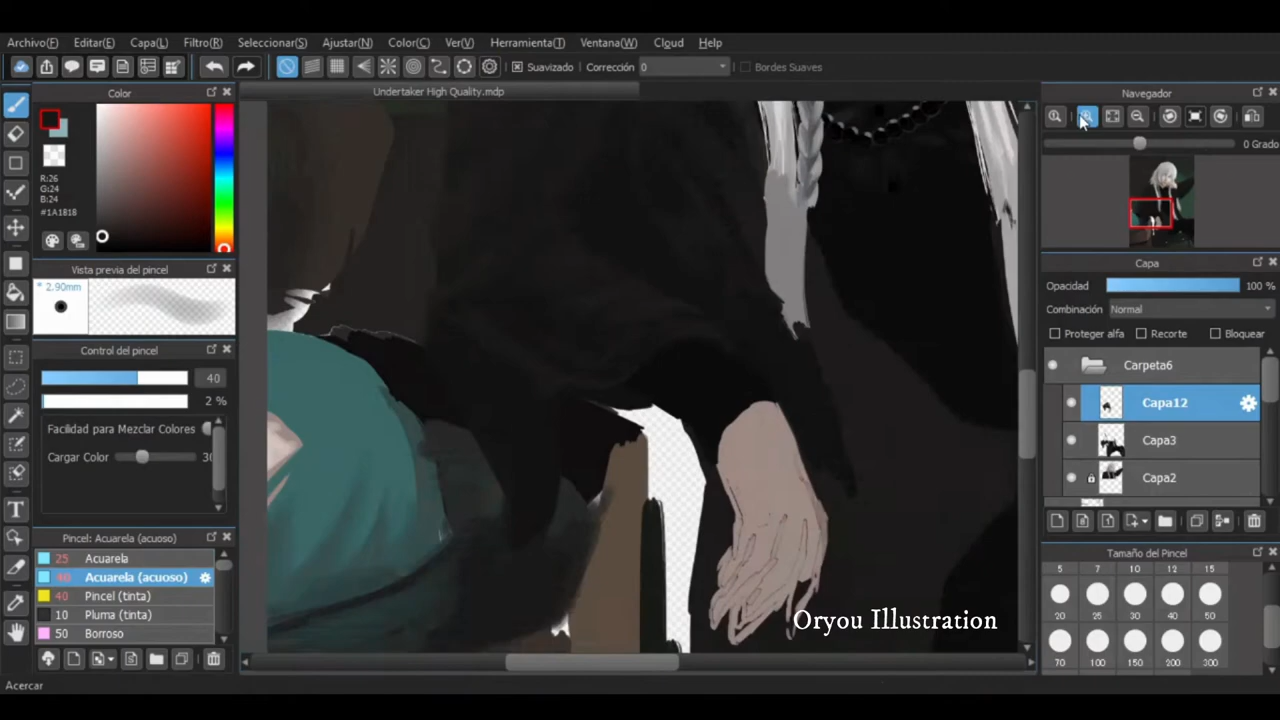 Archivo(F) Editar(E) Capa(L) Filtro(R) Seleccionar(S) Ajustar(N) Color(C) Ver(V) Herramienta(T) Ventana(W) Cloud Help
Suavizado Corrección 0 Bordes Suaves
Color
Undertaker High Quality.mdp
Navegador
0 Grado
R:26
G:24
B:24
#1A1818
Vista previa del pincel
* 2.90mm
Capa
Opacidad 100 %
Combinación Normal
Proteger alfa Recorte Bloquear
Carpeta6
Capa12
Capa3
Capa2
Control del pincel
40
2 %
Facilidad para Mezclar Colores
Cargar Color
Pincel: Acuarela (acuoso)
25 Acuarela
40 Acuarela (acuoso)
40 Pincel (tinta)
10 Pluma (tinta)
50 Borroso
Tamaño del Pincel
5 7 10 12 15
20 25 30 40 50
70 100 150 200 300
Oryou Illustration
Acercar